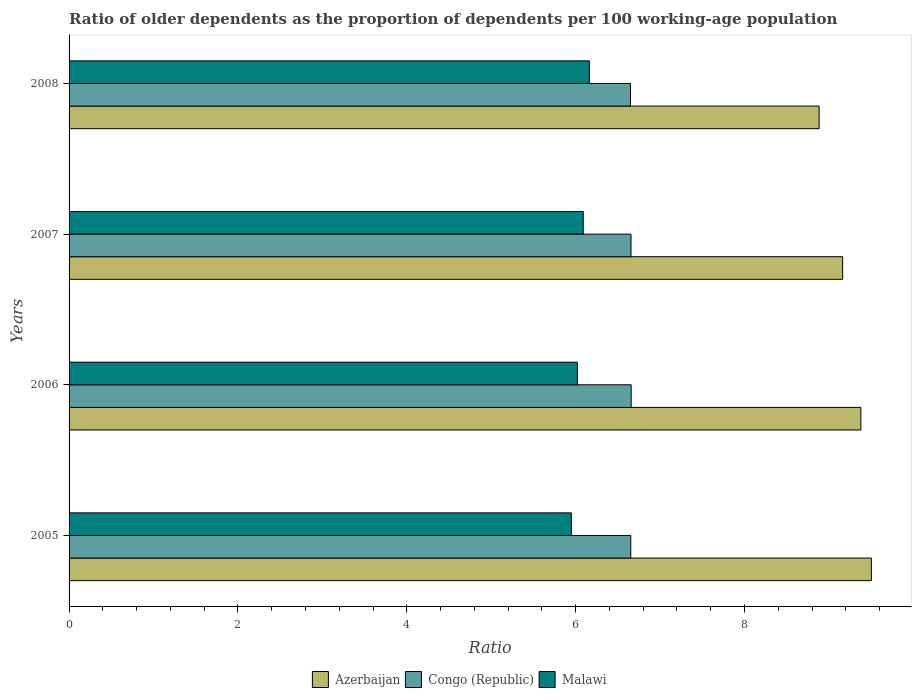 Ratio of older dependents as the proportion of dependents per 100 working-age population
2008
2007
2006
2005
Years
0
2
4
6
8
Ratio
Azerbaijan
Congo (Republic)
Malawi